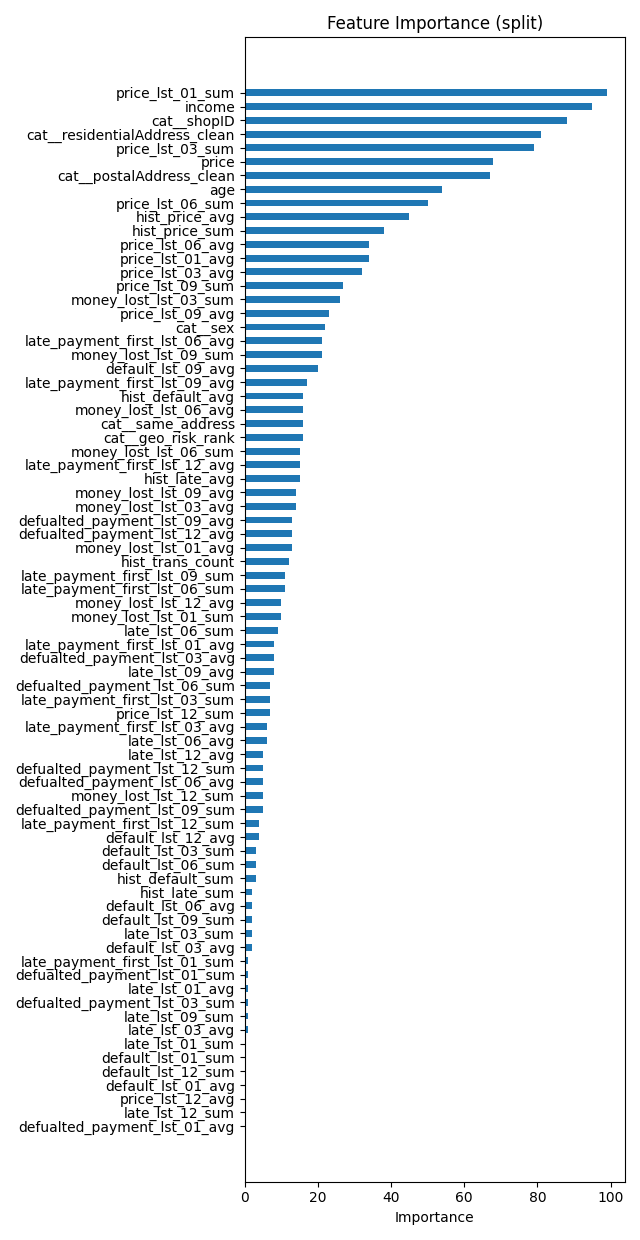 Feature Importance (split)
price_lst_01_sum
income
cat__shopID
cat__residentialAddress_clean
price_lst_03_sum
price
cat__postalAddress_clean
age
price_lst_06_sum
hist_price_avg
hist_price_sum
price_lst_06_avg
price_lst_01_avg
price_lst_03_avg
price_lst_09_sum
money_lost_lst_03_sum
price_lst_09_avg
cat__sex
late_payment_first_lst_06_avg
money_lost_lst_09_sum
default_lst_09_avg
late_payment_first_lst_09_avg
hist_default_avg
money_lost_lst_06_avg
cat__same_address
cat__geo_risk_rank
money_lost_lst_06_sum
late_payment_first_lst_12_avg
hist_late_avg
money_lost_lst_09_avg
money_lost_lst_03_avg
defualted_payment_lst_09_avg
defualted_payment_lst_12_avg
money_lost_lst_01_avg
hist_trans_count
late_payment_first_lst_09_sum
late_payment_first_lst_06_sum
money_lost_lst_12_avg
money_lost_lst_01_sum
late_lst_06_sum
late_payment_first_lst_01_avg
defualted_payment_lst_03_avg
late_lst_09_avg
defualted_payment_lst_06_sum
late_payment_first_lst_03_sum
price_lst_12_sum
late_payment_first_lst_03_avg
late_lst_06_avg
late_lst_12_avg
defualted_payment_lst_12_sum
defualted_payment_lst_06_avg
money_lost_lst_12_sum
defualted_payment_lst_09_sum
late_payment_first_lst_12_sum
default_lst_12_avg
default_lst_03_sum
default_lst_06_sum
hist_default_sum
hist_late_sum
default_lst_06_avg
default_lst_09_sum
late_lst_03_sum
default_lst_03_avg
late_payment_first_lst_01_sum
defualted_payment_lst_01_sum
late_lst_01_avg
defualted_payment_lst_03_sum
late_lst_09_sum
late_lst_03_avg
late_lst_01_sum
default_lst_01_sum
default_lst_12_sum
default_lst_01_avg
price_lst_12_avg
late_lst_12_sum
defualted_payment_lst_01_avg
0 20 40 60 80 100
Importance